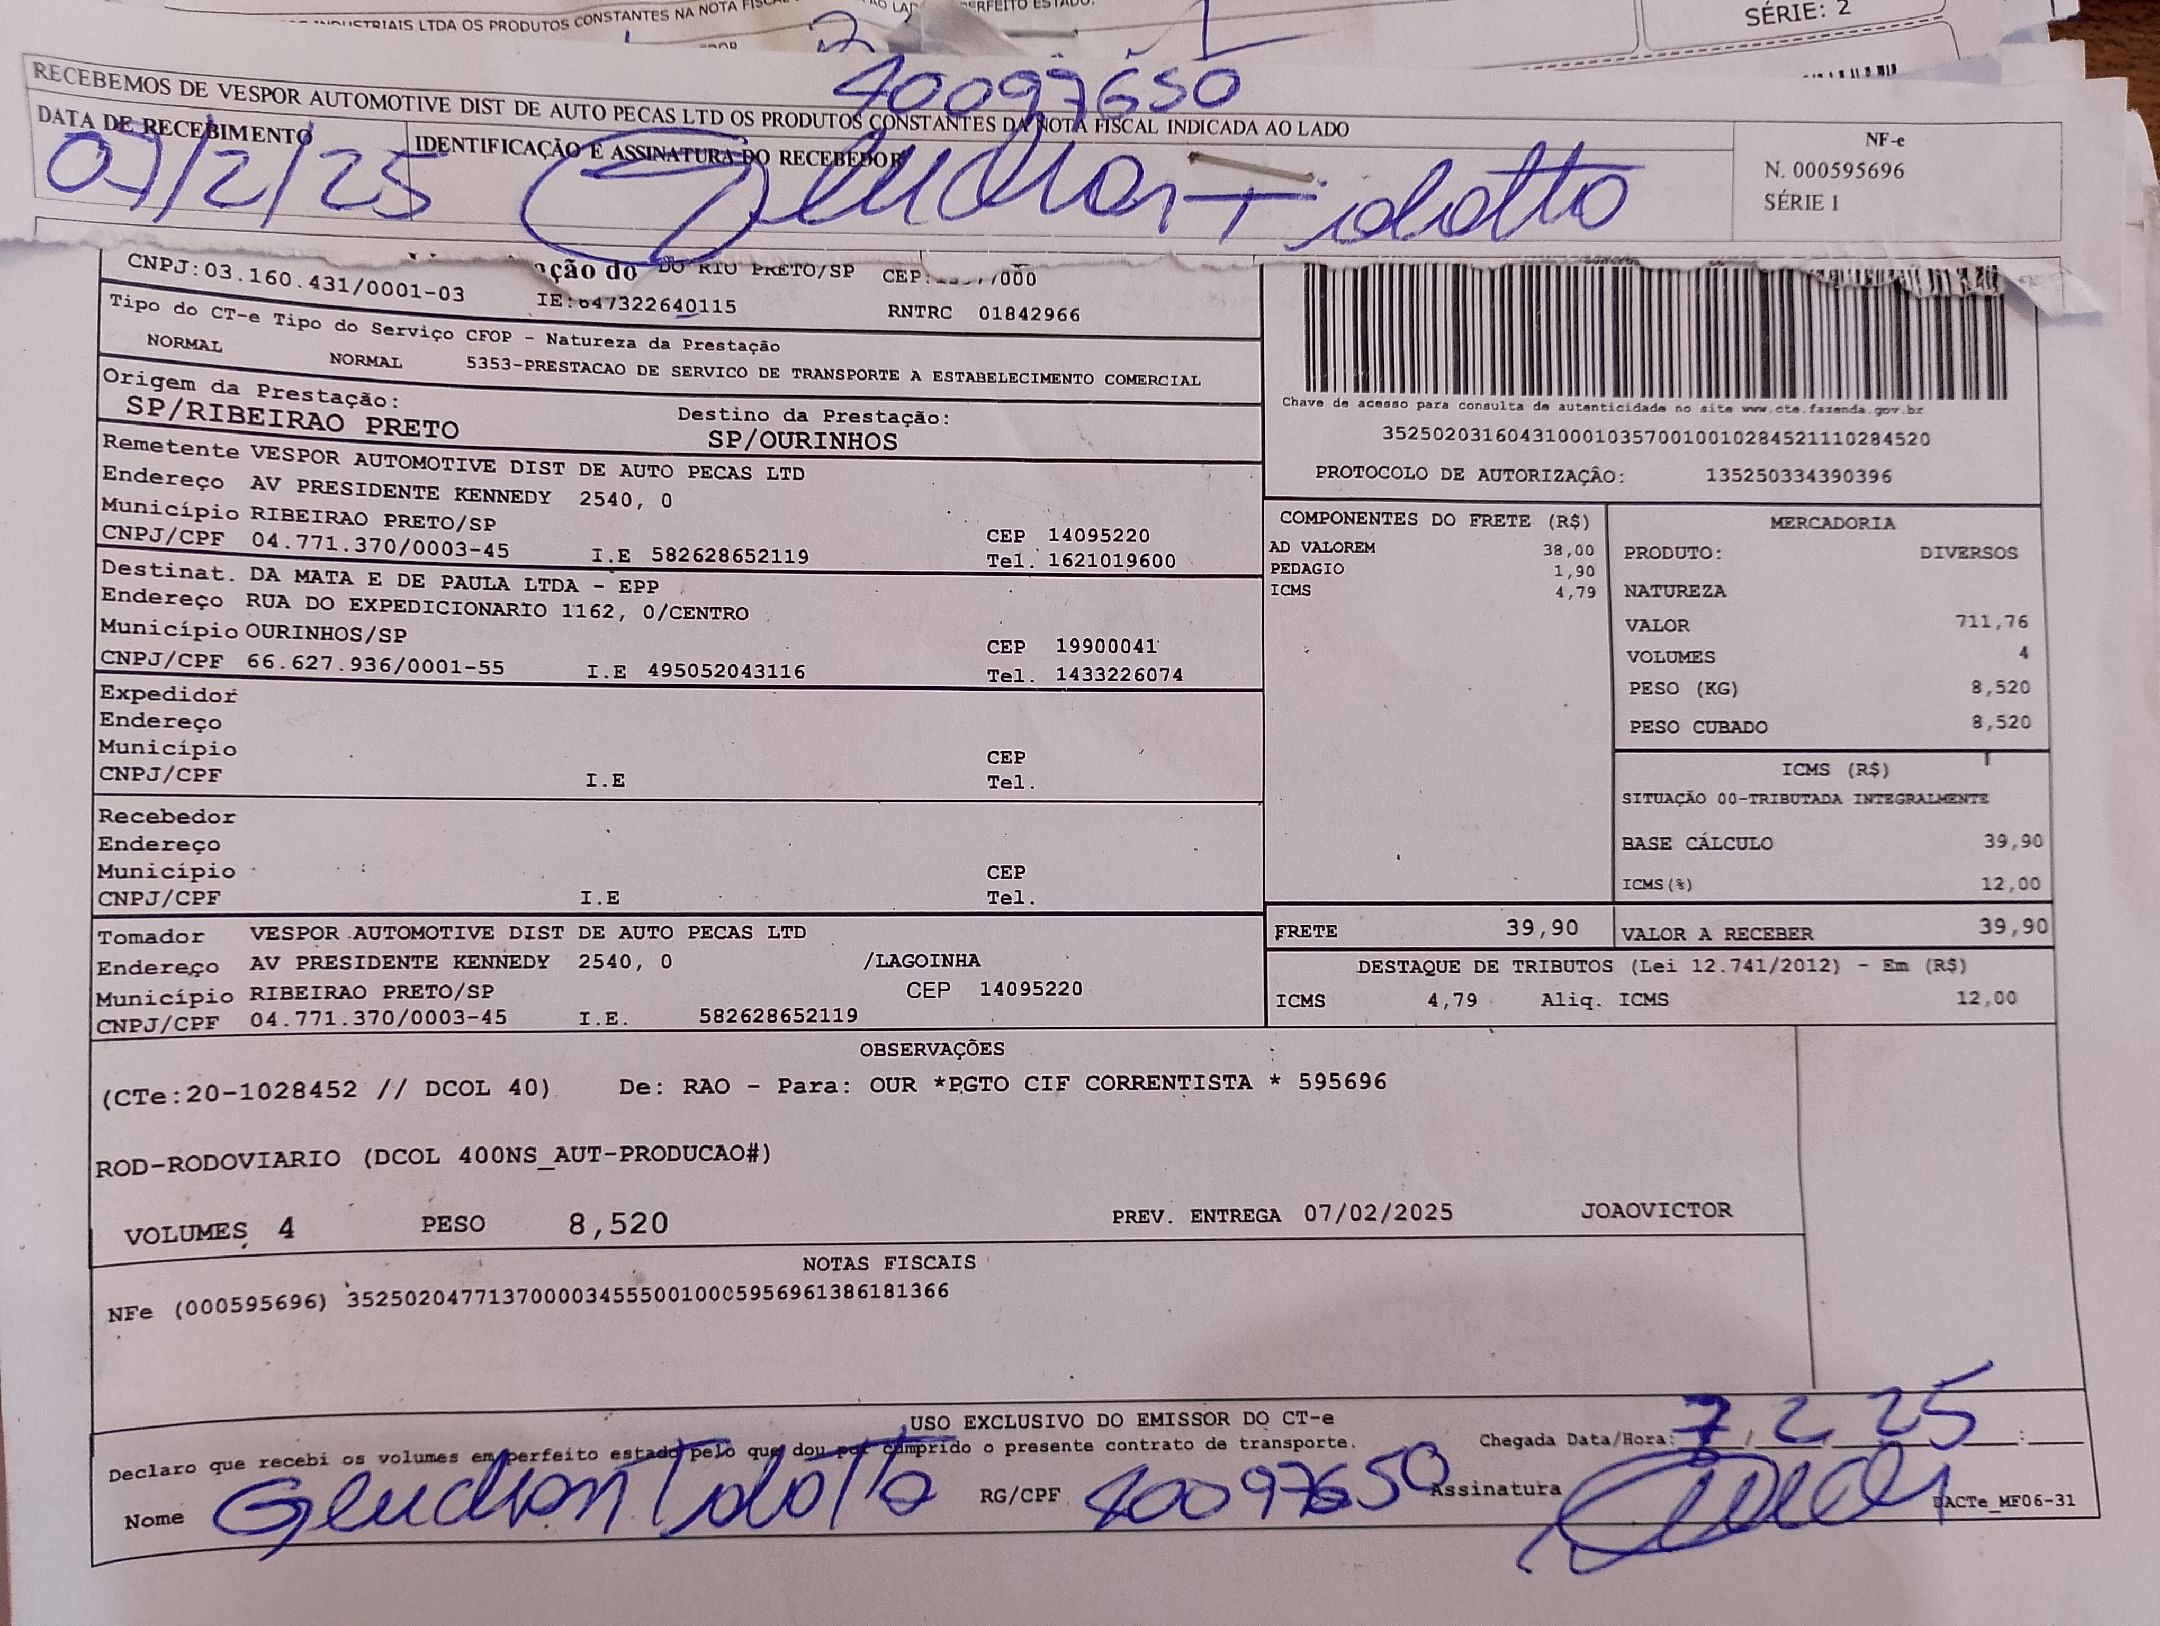 INDUSTRIAIS LTDA OS PRODUTOS CONSTANTES NA NOTA
SÉRIE: 2
40097650
RECEBEMOS DE VESPOR AUTOMOTIVE DIST DE AUTO PECAS LTD OS PRODUTOS CONSTANTES DA NOTA FISCAL INDICADA AO LADO
DATA DE RECEBIMENTO
IDENTIFICAÇÃO E ASSINATURA DO RECEBEDOR
07/2/25
NF-e
N. 000595696
SÉRIE 1
CNPJ:03.160.431/0001-03
DO RIO PRETO/SP CEP:
IE:647322640115 RNTRC 01842966
Tipo do CT-e Tipo do Serviço CFOP - Natureza da Prestação
NORMAL NORMAL 5353-PRESTACAO DE SERVICO DE TRANSPORTE A ESTABELECIMENTO COMERCIAL
Origem da Prestação: Destino da Prestação:
SP/RIBEIRAO PRETO SP/OURINHOS
Chave de acesso para consulta de autenticidade no site www.cte.fazenda.gov.br
35250203160431000103570010010284521110284520
PROTOCOLO DE AUTORIZAÇÃO: 135250334390396
Remetente VESPOR AUTOMOTIVE DIST DE AUTO PECAS LTD
Endereço AV PRESIDENTE KENNEDY 2540, 0
Município RIBEIRAO PRETO/SP CEP 14095220
CNPJ/CPF 04.771.370/0003-45 I.E 582628652119 Tel. 1621019600
Destinat. DA MATA E DE PAULA LTDA - EPP
Endereço RUA DO EXPEDICIONARIO 1162, 0/CENTRO
Município OURINHOS/SP CEP 19900041
CNPJ/CPF 66.627.936/0001-55 I.E 495052043116 Tel. 1433226074
Expedidor
Endereço
Município CEP
CNPJ/CPF I.E Tel.
Recebedor
Endereço
Município CEP
CNPJ/CPF I.E Tel.
Tomador VESPOR AUTOMOTIVE DIST DE AUTO PECAS LTD
Endereço AV PRESIDENTE KENNEDY 2540, 0 /LAGOINHA
Município RIBEIRAO PRETO/SP CEP 14095220
CNPJ/CPF 04.771.370/0003-45 I.E. 582628652119
COMPONENTES DO FRETE (R$)
AD VALOREM 38,00
PEDAGIO 1,90
ICMS 4,79
MERCADORIA
PRODUTO: DIVERSOS
NATUREZA
VALOR 711,76
VOLUMES 4
PESO (KG) 8,520
PESO CUBADO 8,520
ICMS (R$)
SITUAÇÃO 00-TRIBUTADA INTEGRALMENTE
BASE CÁLCULO 39,90
ICMS(%) 12,00
FRETE 39,90 VALOR A RECEBER 39,90
DESTAQUE DE TRIBUTOS (Lei 12.741/2012) - Em (R$)
ICMS 4,79 Aliq. ICMS 12,00
OBSERVAÇÕES
(CTe:20-1028452 // DCOL 40) De: RAO - Para: OUR *PGTO CIF CORRENTISTA * 595696
ROD-RODOVIARIO (DCOL 400NS_AUT-PRODUCAO#)
VOLUMES 4 PESO 8,520 PREV. ENTREGA 07/02/2025 JOAOVICTOR
NOTAS FISCAIS
NFe (000595696) 35250204771370000345550010005956961386181366
USO EXCLUSIVO DO EMISSOR DO CT-e
Declaro que recebi os volumes em perfeito estado pelo que dou por cumprido o presente contrato de transporte. Chegada Data/Hora: 7/2/25 :
Nome RG/CPF 40097650 Assinatura
DACTe_MF06-31